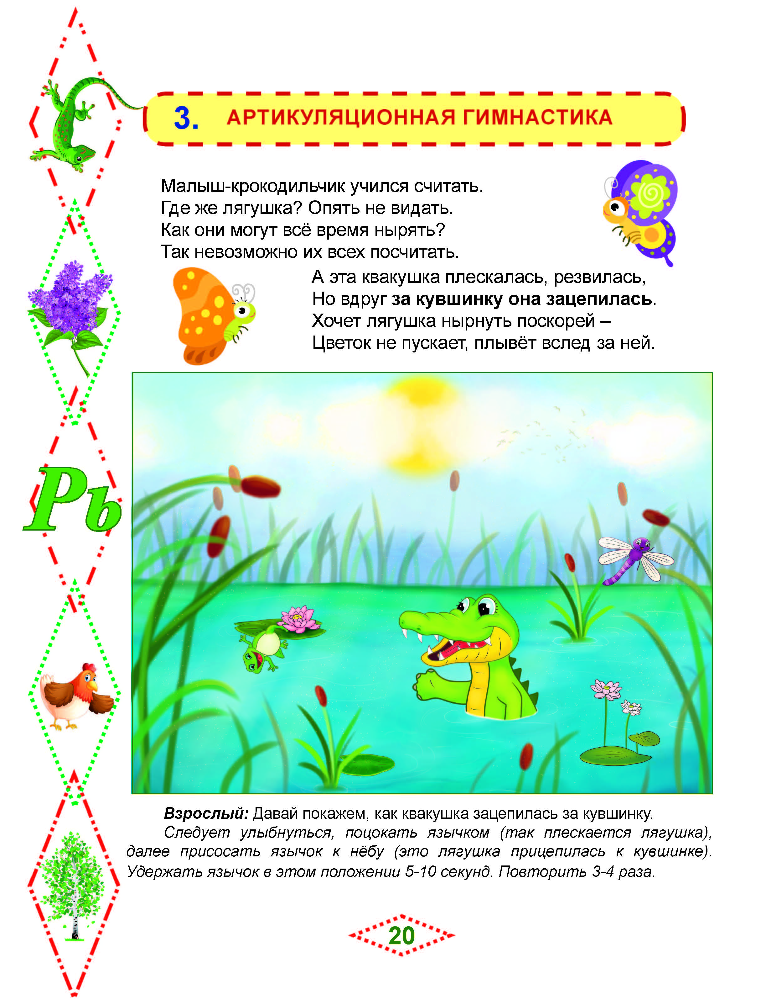 3. АРТИКУЛЯЦИОННАЯ ГИМНАСТИКА
Малыш-крокодильчик учился считать.
Где же лягушка? Опять не видать.
Как они могут всё время нырять?
Так невозможно их всех посчитать.
А эта квакушка плескалась, резвилась,
Но вдруг за кувшинку она зацепилась.
Хочет лягушка нырнуть поскорей –
Цветок не пускает, плывёт вслед за ней.
Рь
Взрослый: Давай покажем, как квакушка зацепилась за кувшинку.
Следует улыбнуться, поцокать язычком (так плескается лягушка),
далее присосать язычок к нёбу (это лягушка прицепилась к кувшинке).
Удержать язычок в этом положении 5-10 секунд. Повторить 3-4 раза.
20